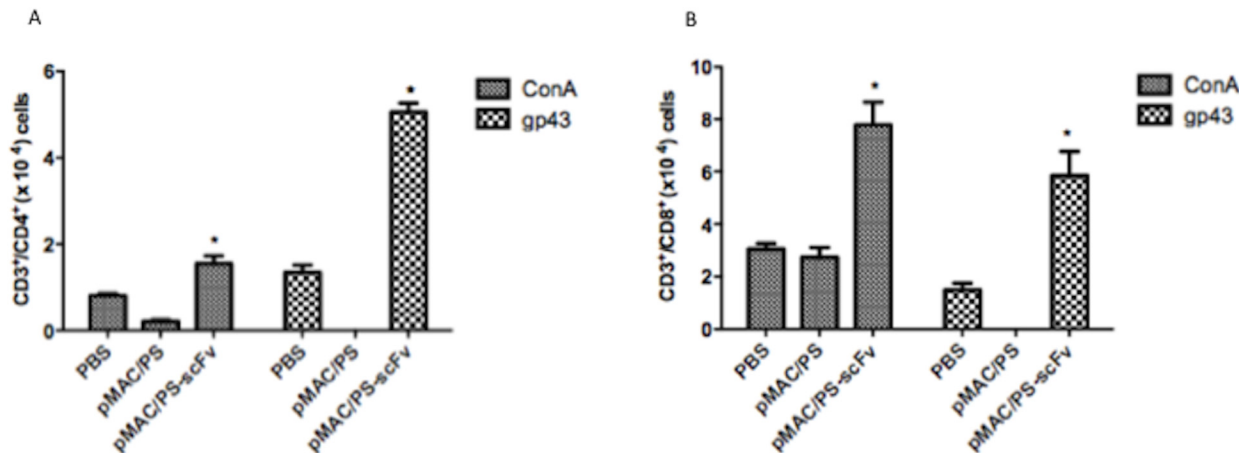 A
CD3+/CD4+ (x 10 4) cells
6
4
2
0
PBS
pMAC/PS
pMAC/PS-scFv
PBS
pMAC/PS
pMAC/PS-scFv
*
*
ConA
gp43
B
CD3+/CD8+ (x10 4) cells
10
8
6
4
2
0
PBS
pMAC/PS
pMAC/PS-scFv
PBS
pMAC/PS
pMAC/PS-scFv
*
*
ConA
gp43